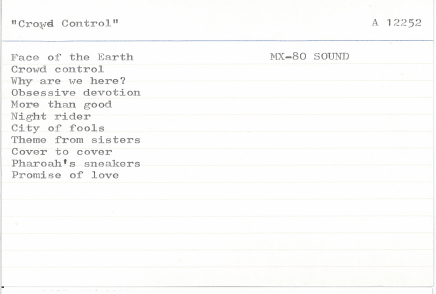 "Crowd Control" A 12252
Face of the Earth MX-80 SOUND
Crowd control
Why are we here?
Obsessive devotion
More than good
Night rider
City of fools
Theme from sisters
Cover to cover
Pharoah's sneakers
Promise of love